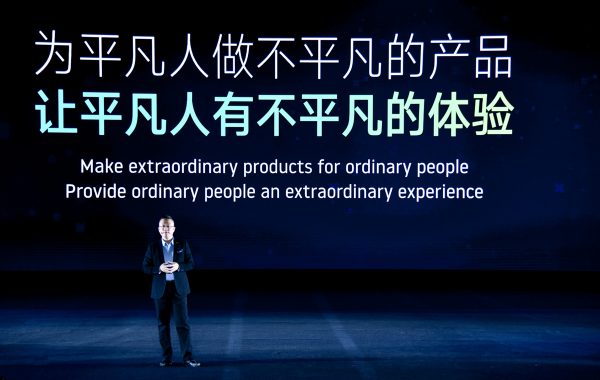 为平凡人做不平凡的产品
让平凡人有不平凡的体验
Make extraordinary products for ordinary people
Provide ordinary people an extraordinary experience